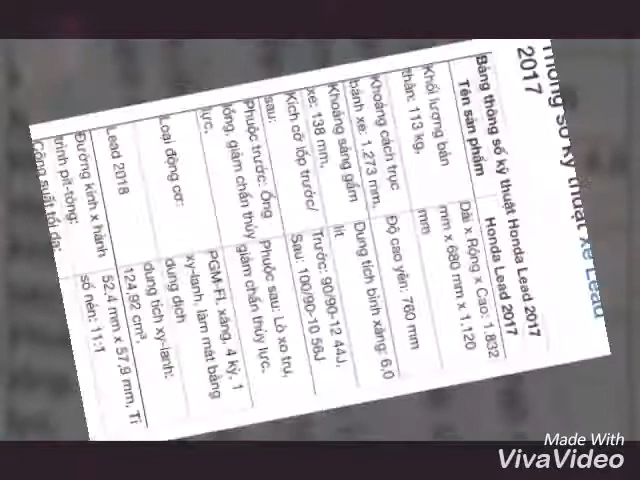 Thông số kỹ thuật xe Lead
2017
Bảng thông số kỹ thuật Honda Lead 2017
Tên sản phẩm Honda Lead 2017
Khối lượng bản Dài x Rộng x Cao: 1.832
thân: 113 kg, mm x 680 mm x 1.120
mm
Khoảng cách trục Độ cao yên: 760 mm
bánh xe: 1.273 mm,
Khoảng sáng gầm Dung tích bình xăng: 6,0
xe: 138 mm, lít
Kích cỡ lốp trước/ Trước: 90/90-12 44J,
sau: Sau: 100/90-10 56J
Phuộc trước: Ống Phuộc sau: Lò xo trụ,
lồng, giảm chấn thủy giảm chấn thủy lực.
lực,
Loại động cơ: PGM-FI, xăng, 4 kỳ, 1
xy-lanh, làm mát bằng
dung dịch
Lead 2018 dung tích xy-lanh:
124,92 cm³,
Đường kính x hành 52,4 mm x 57,9 mm, Tỉ
trình pít-tông: số nén: 11:1
Công suất tối đa:
Made With
VivaVideo